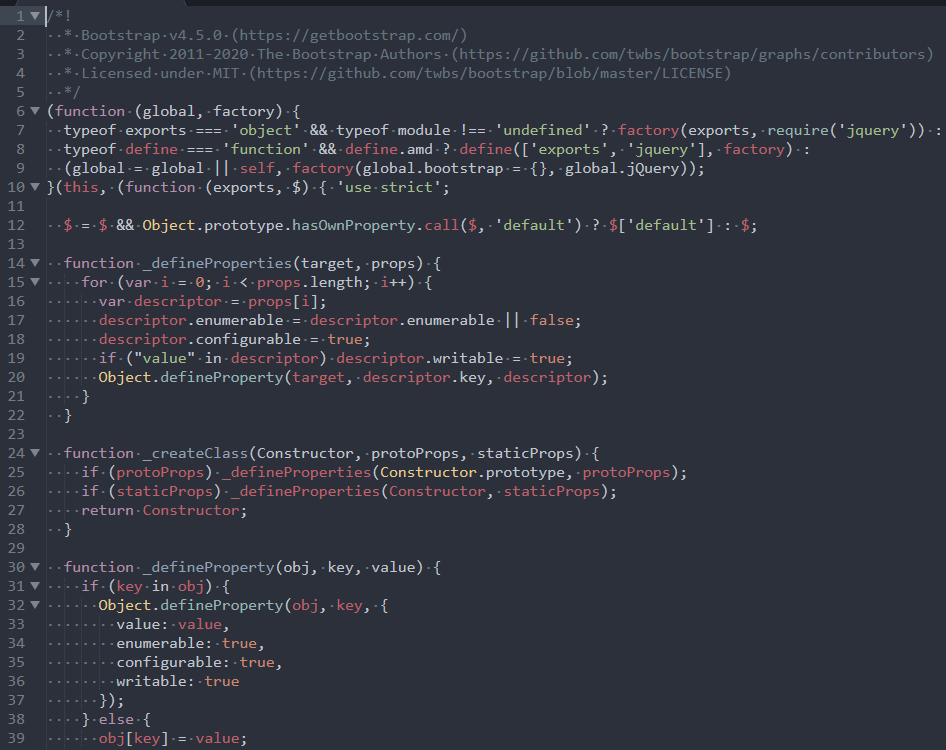 1 /*!
2   * Bootstrap v4.5.0 (https://getbootstrap.com/)
3   * Copyright 2011-2020 The Bootstrap Authors (https://github.com/twbs/bootstrap/graphs/contributors)
4   * Licensed under MIT (https://github.com/twbs/bootstrap/blob/master/LICENSE)
5   */
6 (function (global, factory) {
7   typeof exports === 'object' && typeof module !== 'undefined' ? factory(exports, require('jquery')) :
8   typeof define === 'function' && define.amd ? define(['exports', 'jquery'], factory) :
9   (global = global || self, factory(global.bootstrap = {}, global.jQuery));
10 }(this, (function (exports, $) { 'use strict';
11
12   $ = $ && Object.prototype.hasOwnProperty.call($, 'default') ? $['default'] : $;
13
14   function _defineProperties(target, props) {
15     for (var i = 0; i < props.length; i++) {
16       var descriptor = props[i];
17       descriptor.enumerable = descriptor.enumerable || false;
18       descriptor.configurable = true;
19       if ("value" in descriptor) descriptor.writable = true;
20       Object.defineProperty(target, descriptor.key, descriptor);
21     }
22   }
23
24   function _createClass(Constructor, protoProps, staticProps) {
25     if (protoProps) _defineProperties(Constructor.prototype, protoProps);
26     if (staticProps) _defineProperties(Constructor, staticProps);
27     return Constructor;
28   }
29
30   function _defineProperty(obj, key, value) {
31     if (key in obj) {
32       Object.defineProperty(obj, key, {
33         value: value,
34         enumerable: true,
35         configurable: true,
36         writable: true
37       });
38     } else {
39       obj[key] = value;